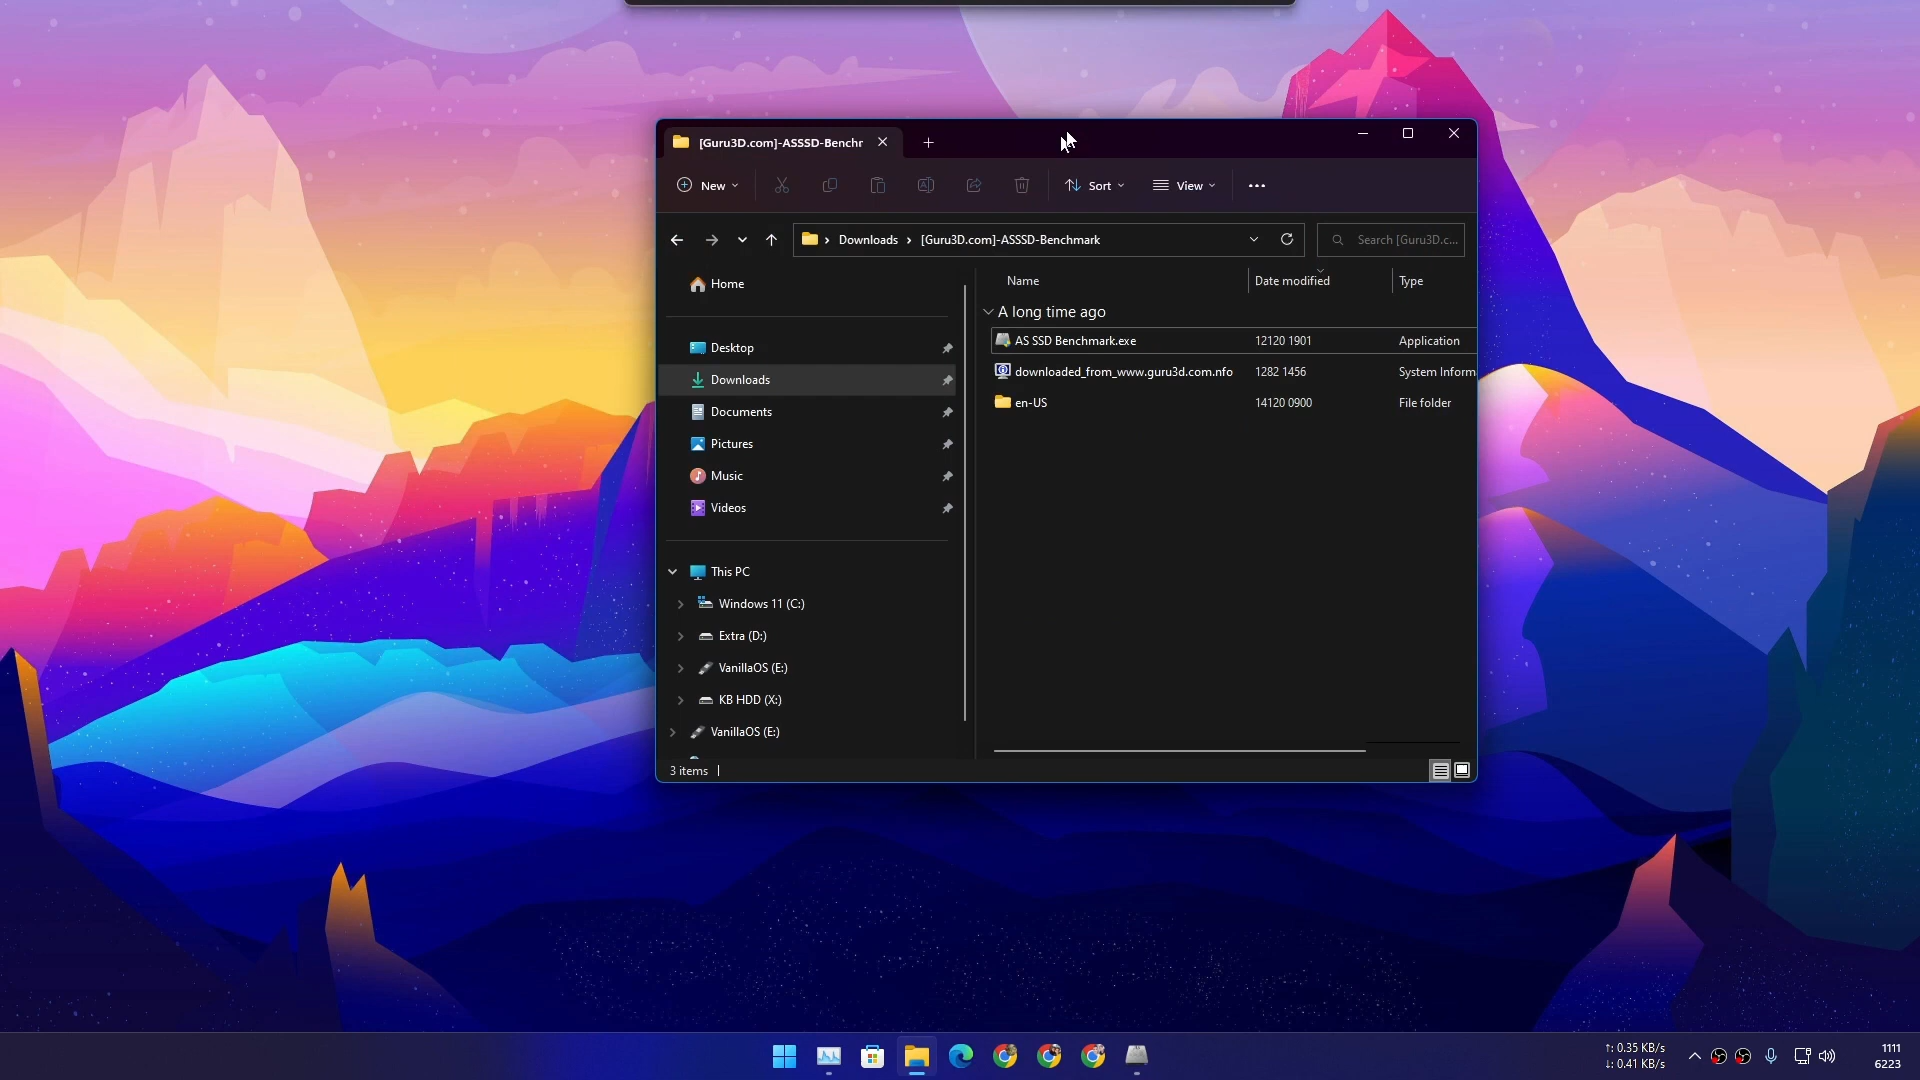 [Guru3D.com]-ASSSD-Benchr
New
Sort
View
Downloads
[Guru3D.com]-ASSSD-Benchmark
Search [Guru3D.c...
Home
Desktop
Downloads
Documents
Pictures
Music
Videos
This PC
Windows 11 (C:)
Extra (D:)
VanillaOS (E:)
KB HDD (X:)
VanillaOS (E:)
Name Date modified Type
A long time ago
AS SSD Benchmark.exe 12120 1901 Application
downloaded_from_www.guru3d.com.nfo 1282 1456 System Inform
en-US 14120 0900 File folder
3 items
↑: 0.35 KB/s
↓: 0.41 KB/s
1111
6223